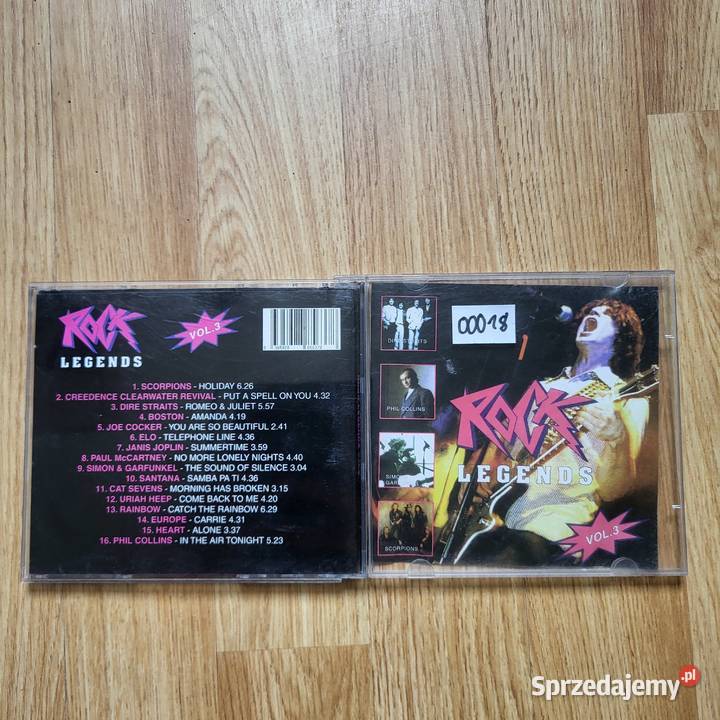 ROCK
LEGENDS
VOL.3
1. SCORPIONS - HOLIDAY 6.26
2. CREEDENCE CLEARWATER REVIVAL - PUT A SPELL ON YOU 4.32
3. DIRE STRAITS - ROMEO & JULIET 5.57
4. BOSTON - AMANDA 4.19
5. JOE COCKER - YOU ARE SO BEAUTIFUL 2.41
6. ELO - TELEPHONE LINE 4.36
7. JANIS JOPLIN - SUMMERTIME 3.59
8. PAUL McCARTNEY - NO MORE LONELY NIGHTS 4.40
9. SIMON & GARFUNKEL - THE SOUND OF SILENCE 3.04
10. SANTANA - SAMBA PA TI 4.36
11. CAT SEVENS - MORNING HAS BROKEN 3.15
12. URIAH HEEP - COME BACK TO ME 4.20
13. RAINBOW - CATCH THE RAINBOW 6.29
14. EUROPE - CARRIE 4.31
15. HEART - ALONE 3.37
16. PHIL COLLINS - IN THE AIR TONIGHT 5.23
00018
PHIL COLLINS
SCORPIONS
ROCK
LEGENDS
VOL.3
Sprzedajemy.pl